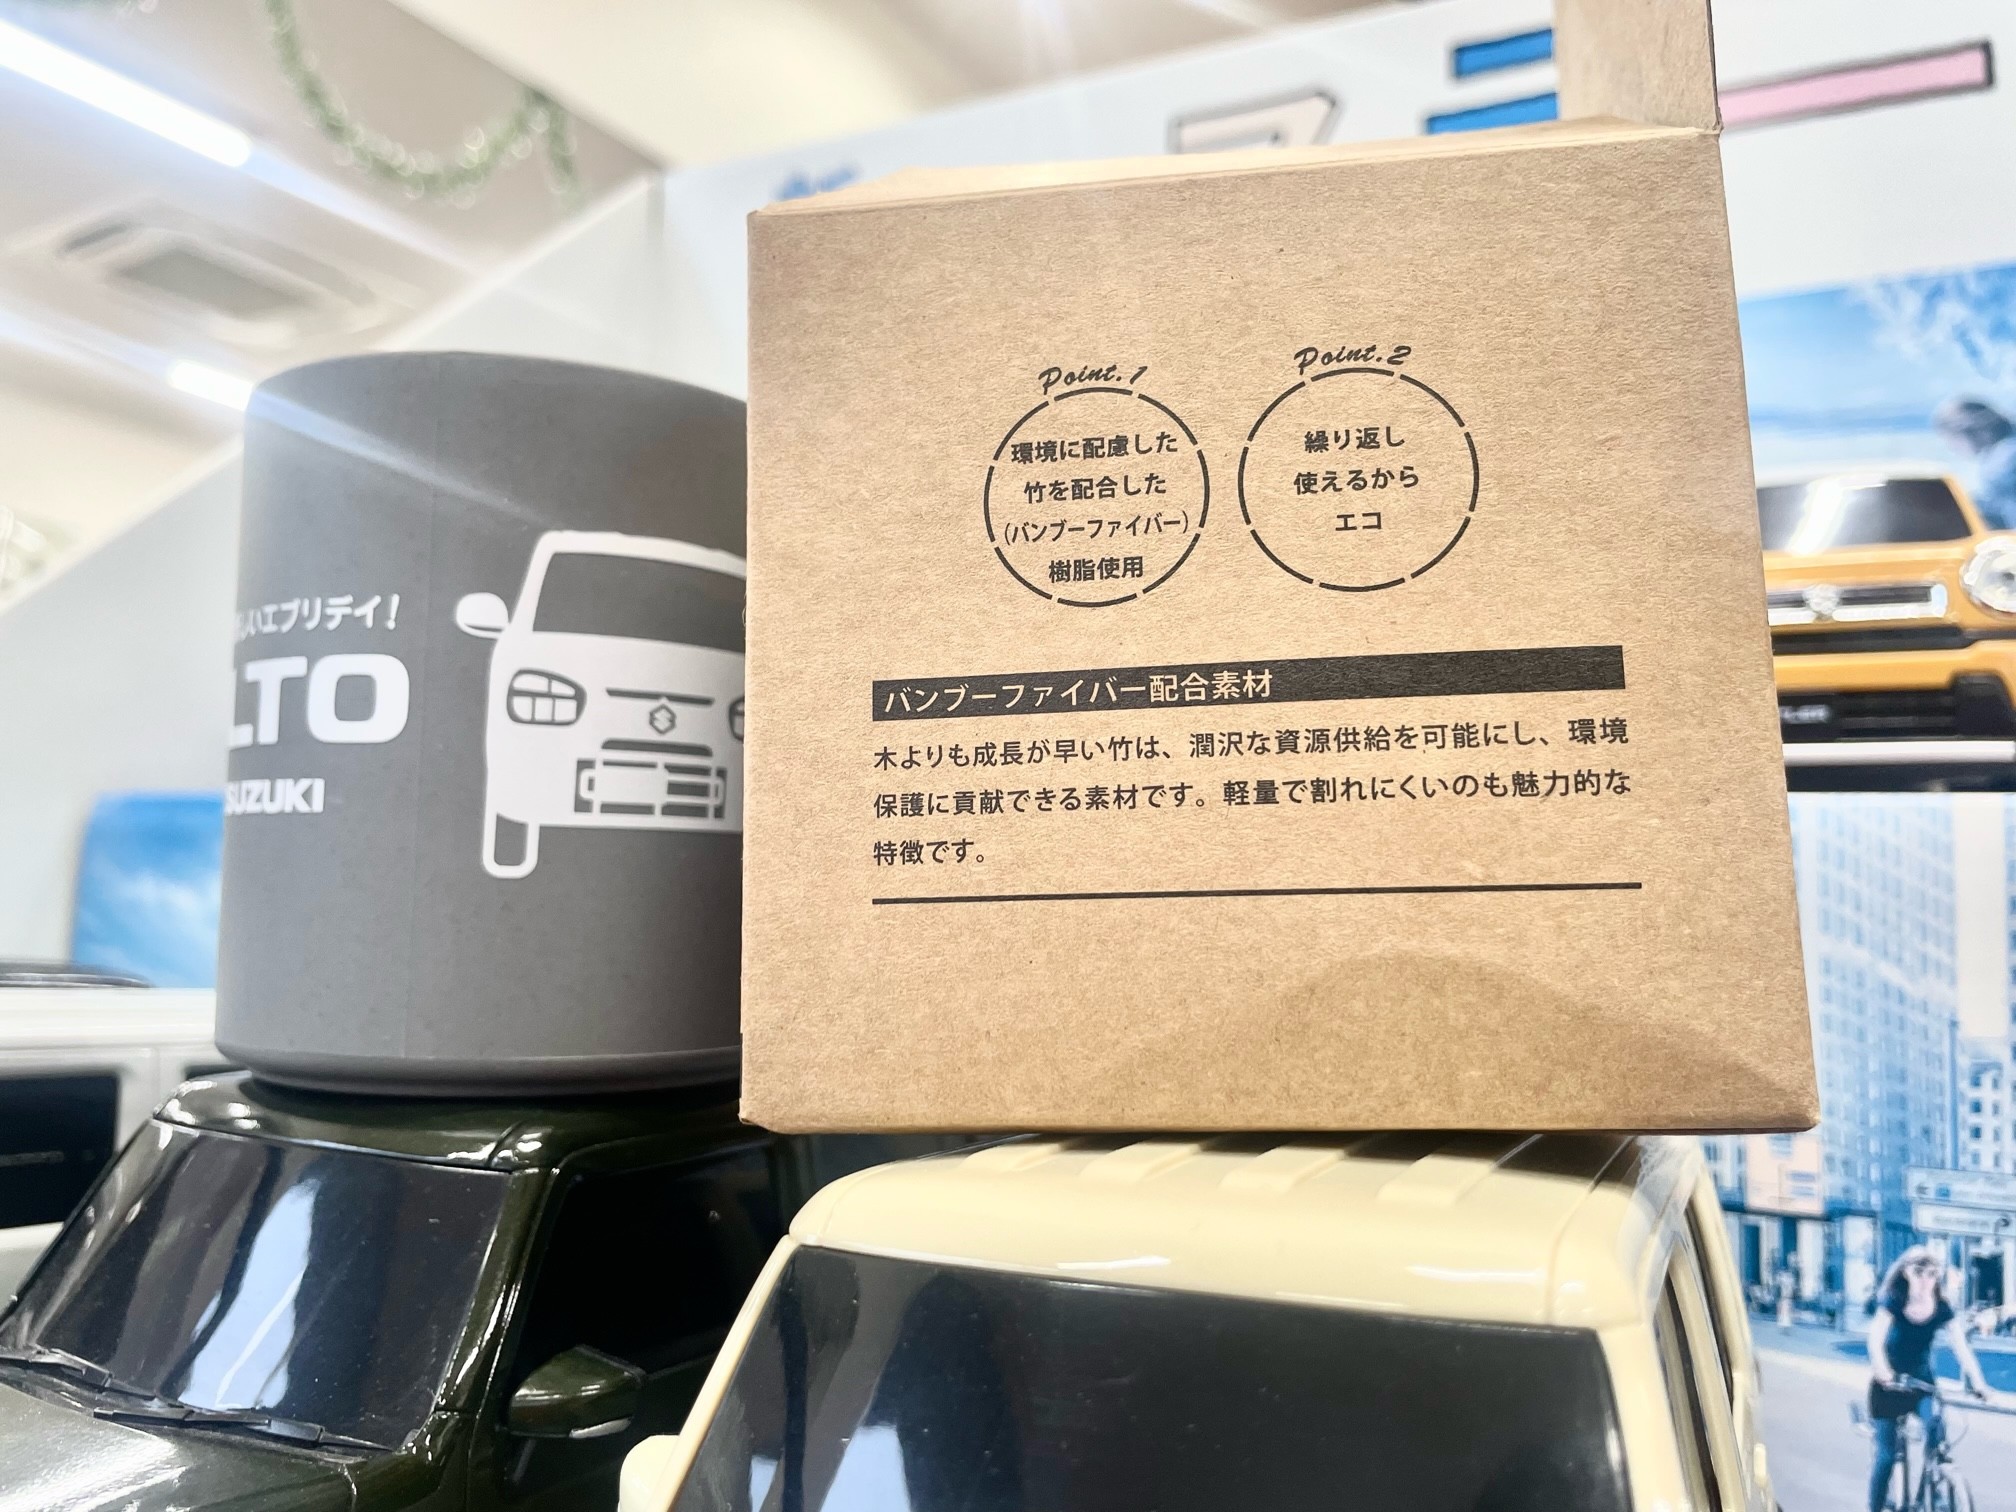 Point.1
環境に配慮した
竹を配合した
(バンブーファイバー)
樹脂使用
Point.2
繰り返し
使えるから
エコ
バンブーファイバー配合素材
木よりも成長が早い竹は、潤沢な資源供給を可能にし、環境
保護に貢献できる素材です。軽量で割れにくいのも魅力的な
特徴です。
しいエブリデイ!
LTO
SUZUKI